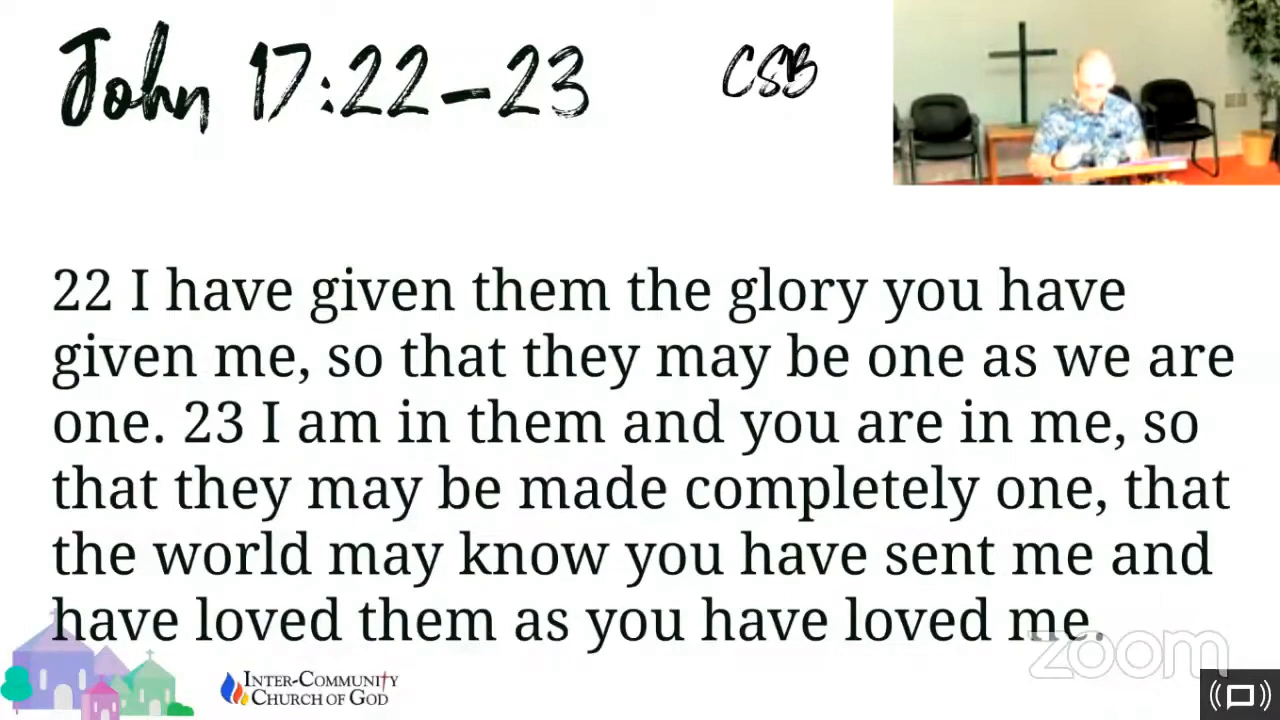 John 17:22-23
CSB
22 I have given them the glory you have
given me, so that they may be one as we are
one. 23 I am in them and you are in me, so
that they may be made completely one, that
the world may know you have sent me and
have loved them as you have loved me.
zoom
INTER-COMMUNITY
CHURCH OF GOD